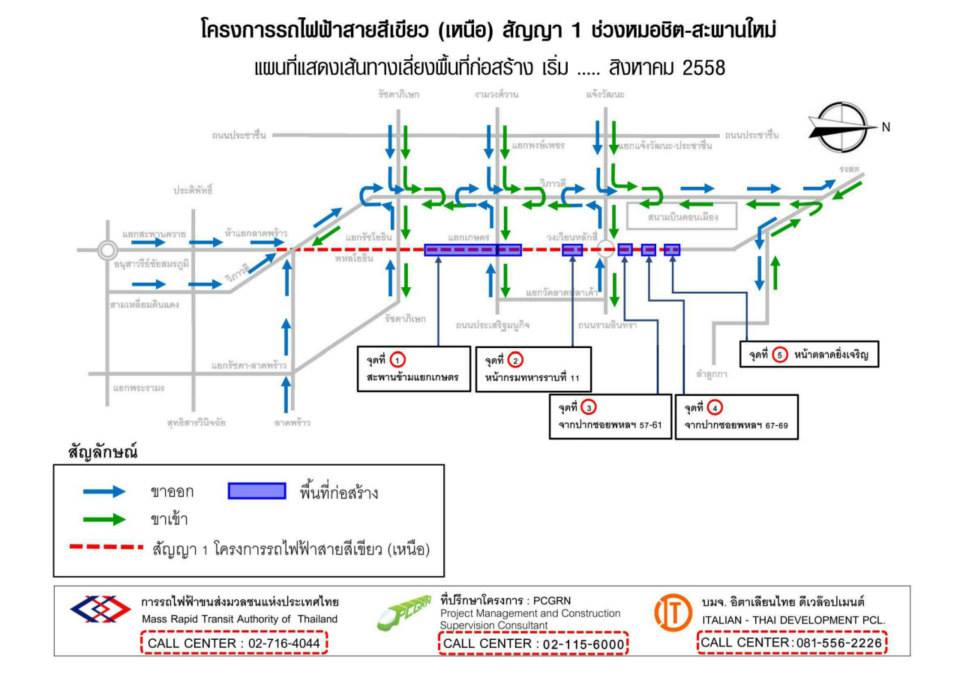 โครงการรถไฟฟ้าสายสีเขียว (เหนือ) สัญญา 1 ช่วงหมอชิต-สะพานใหม่
แผนที่แสดงเส้นทางเลี่ยงพื้นที่ก่อสร้าง เริ่ม ..... สิงหาคม 2558
รัชดาภิเษก
งามวงศ์วาน
แจ้งวัฒนะ
N
ถนนประชาชื่น
ถนนประชาชื่น
แยกพงษ์เพชร
แยกแจ้งวัฒนะ-ประชาชื่น
รังสิต
ประดิพัทธ์
วิภาวดี
สนามบินดอนเมือง
แยกสะพานควาย
ห้าแยกลาดพร้าว
แยกรัชโยธิน
แยกเกษตร
วงเวียนหลักสี่
พหลโยธิน
อนุสาวรีย์ชัยสมรภูมิ
วิภาวดี
สามเหลี่ยมดินแดง
รัชดาภิเษก
ถนนประเสริฐมนูกิจ
ถนนรามอินทรา
แยกรัชดา-ลาดพร้าว
ลำลูกกา
แยกพระราม9
สุทธิสารวินิจฉัย
ลาดพร้าว
จุดที่ 1
สะพานข้ามแยกเกษตร
จุดที่ 2
หน้ากรมทหารราบที่ 11
จุดที่ 3
จากปากซอยพหลฯ 57-61
จุดที่ 4
จากปากซอยพหลฯ 67-69
จุดที่ 5 หน้าตลาดยิ่งเจริญ
สัญลักษณ์
ขาออก
พื้นที่ก่อสร้าง
ขาเข้า
สัญญา 1 โครงการรถไฟฟ้าสายสีเขียว (เหนือ)
การรถไฟฟ้าขนส่งมวลชนแห่งประเทศไทย
Mass Rapid Transit Authority of Thailand
CALL CENTER : 02-716-4044
PCGRN
ที่ปรึกษาโครงการ : PCGRN
Project Management and Construction
Supervision Consultant
CALL CENTER : 02-115-6000
บมจ. อิตาเลียนไทย ดีเวล๊อปเมนต์
ITALIAN - THAI DEVELOPMENT PCL.
CALL CENTER : 081-556-2226